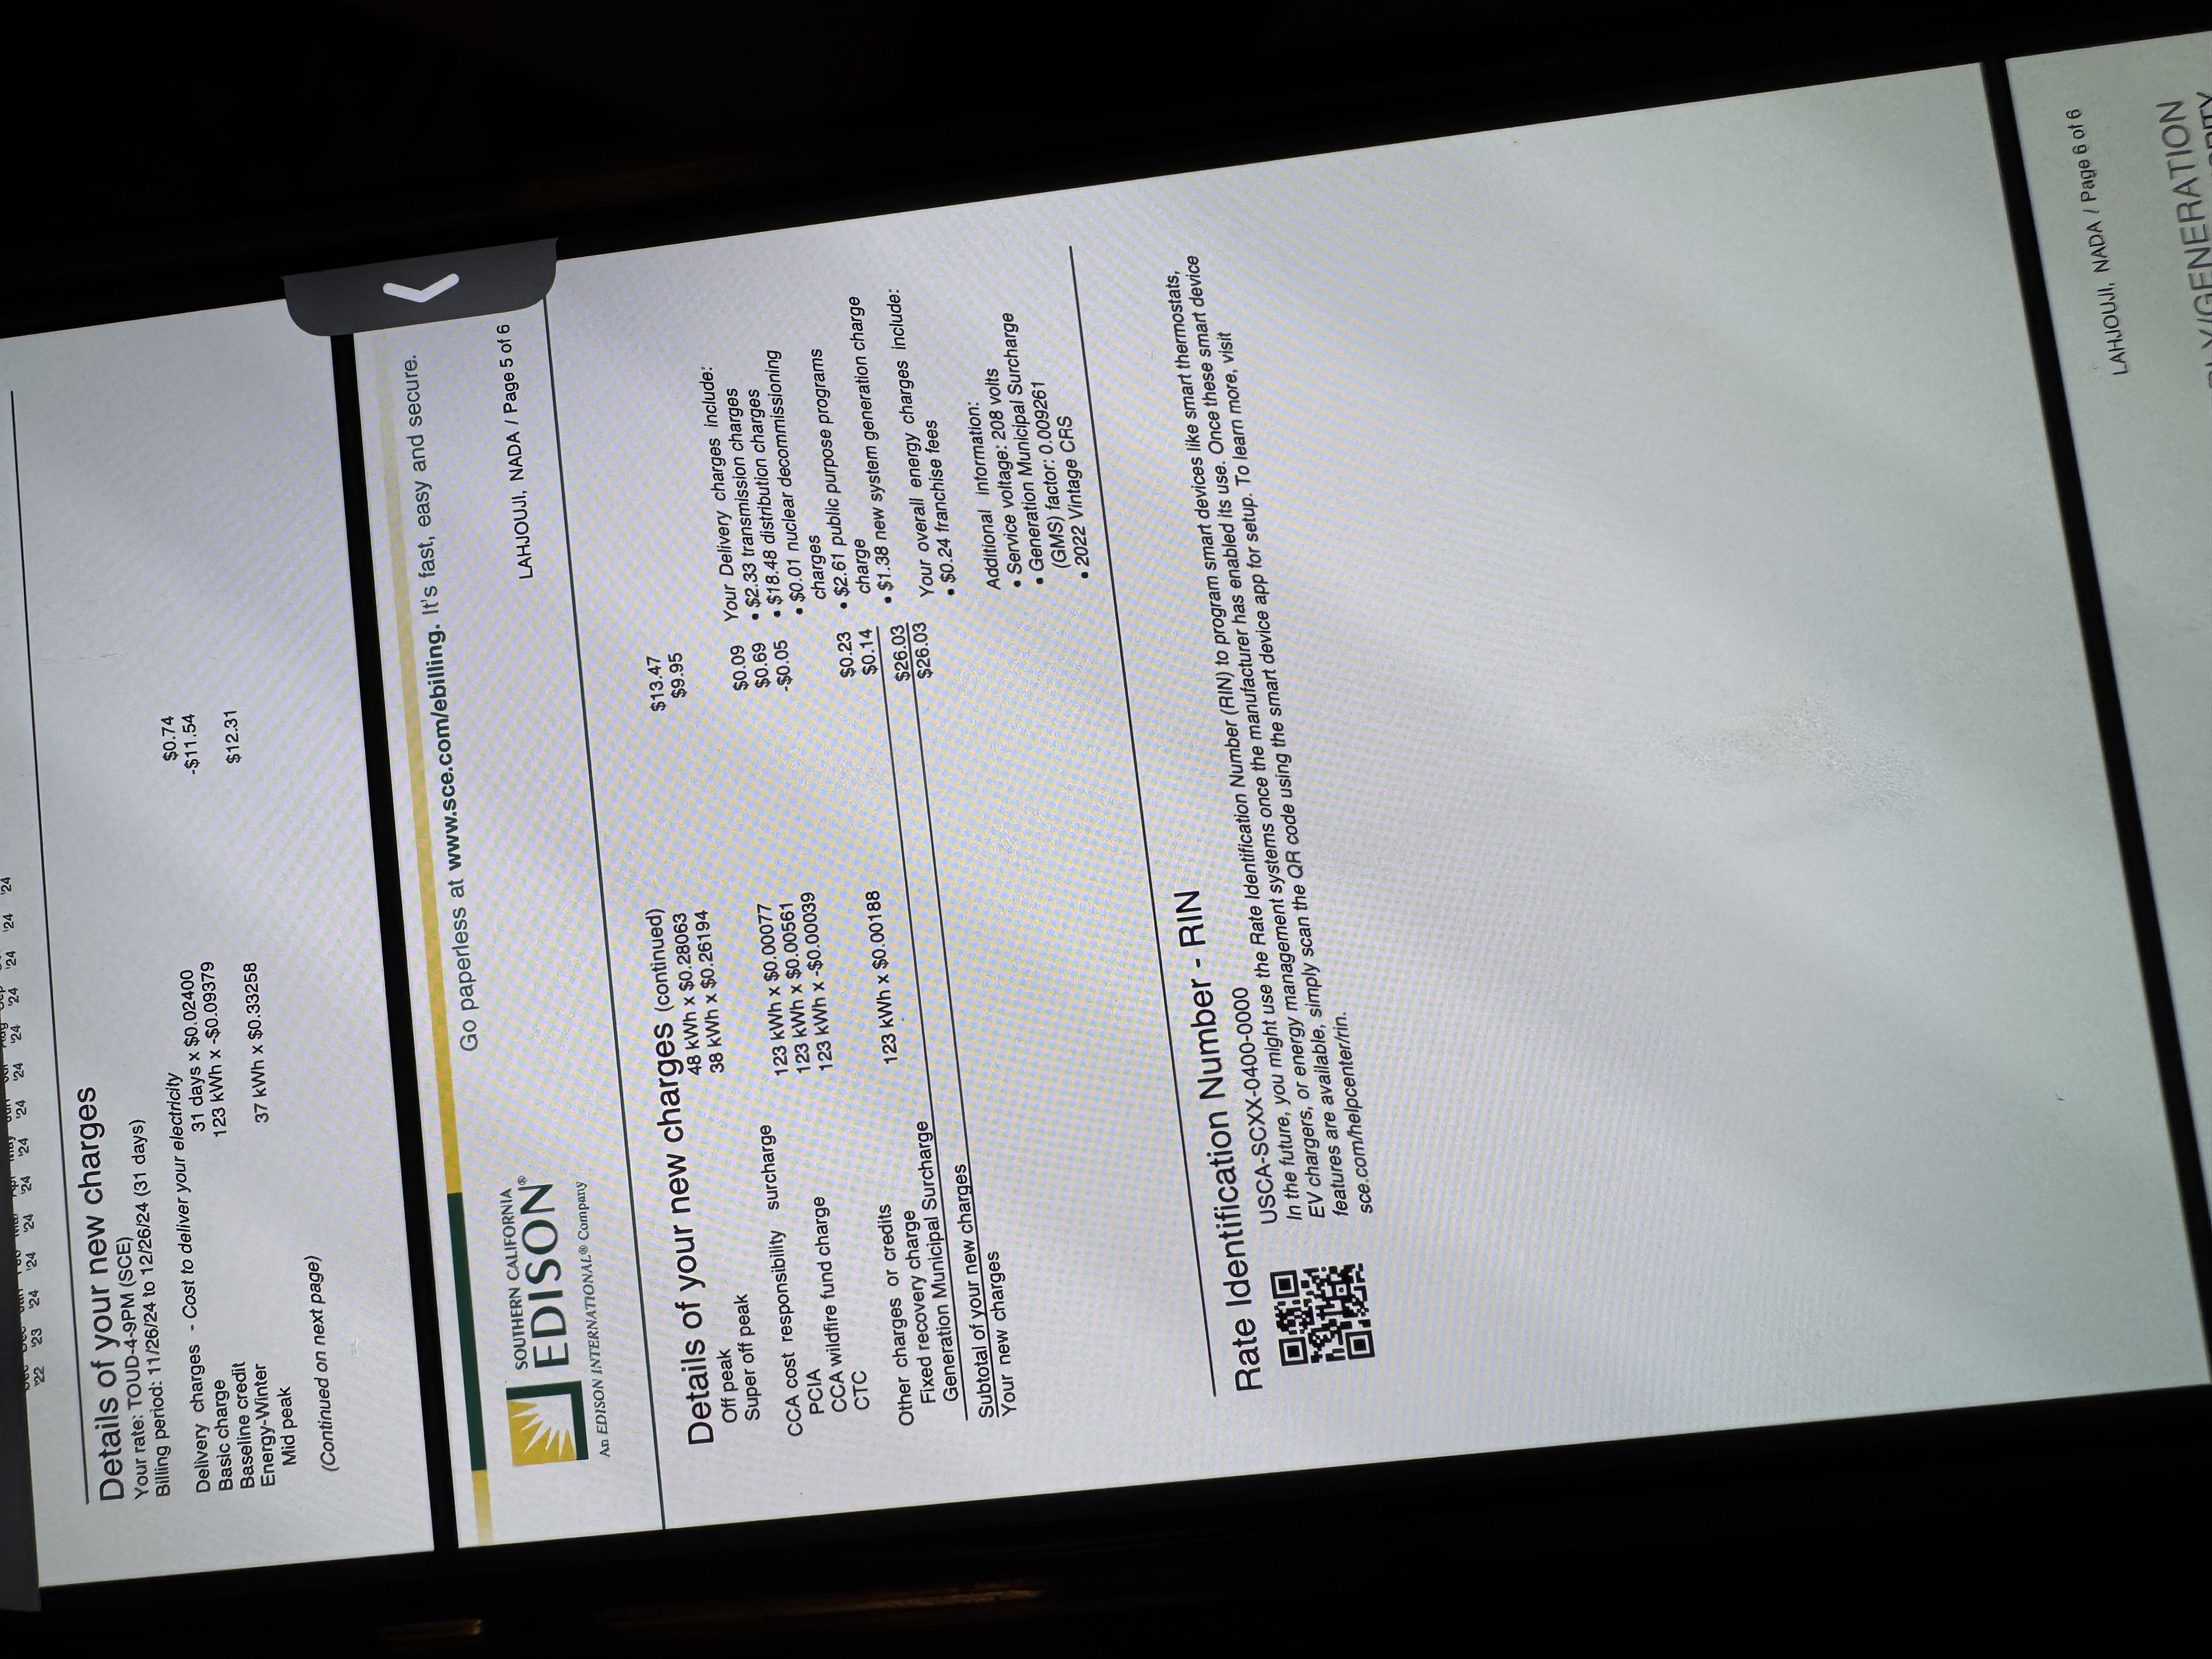 '22 '23 '24 '24 '24 '24 '24 '24 '24 '24 '24 '24 '24 '24
Details of your new charges
Your rate: TOUD-4-9PM (SCE)
Billing period: 11/26/24 to 12/26/24 (31 days)
Delivery charges - Cost to deliver your electricity
Basic charge 31 days x $0.02400 $0.74
Baseline credit 123 kWh x -$0.09379 -$11.54
Energy-Winter
Mid peak 37 kWh x $0.33258 $12.31
(Continued on next page)
Go paperless at www.sce.com/ebilling. It's fast, easy and secure.
SOUTHERN CALIFORNIA
EDISON®
An EDISON INTERNATIONAL® Company
LAHJOUJI, NADA / Page 5 of 6
Details of your new charges (continued)
Off peak 48 kWh x $0.28063 $13.47
Super off peak 38 kWh x $0.26194 $9.95
CCA cost responsibility surcharge
PCIA 123 kWh x $0.00077 $0.09
CCA wildfire fund charge 123 kWh x $0.00561 $0.69
CTC 123 kWh x -$0.00039 -$0.05
Other charges or credits
Fixed recovery charge 123 kWh x $0.00188 $0.23
Generation Municipal Surcharge $0.14
Subtotal of your new charges $26.03
Your new charges $26.03
Your Delivery charges include:
• $2.33 transmission charges
• $18.48 distribution charges
• $0.01 nuclear decommissioning
charges
• $2.61 public purpose programs
charge
• $1.38 new system generation charge
Your overall energy charges include:
• $0.24 franchise fees
Additional information:
• Service voltage: 208 volts
• Generation Municipal Surcharge
(GMS) factor: 0.009261
• 2022 Vintage CRS
Rate Identification Number - RIN
USCA-SCXX-0400-0000
In the future, you might use the Rate Identification Number (RIN) to program smart devices like smart thermostats,
EV chargers, or energy management systems once the manufacturer has enabled its use. Once these smart device
features are available, simply scan the QR code using the smart device app for setup. To learn more, visit
sce.com/helpcenter/rin.
LAHJOUJI, NADA / Page 6 of 6
/GENERATION